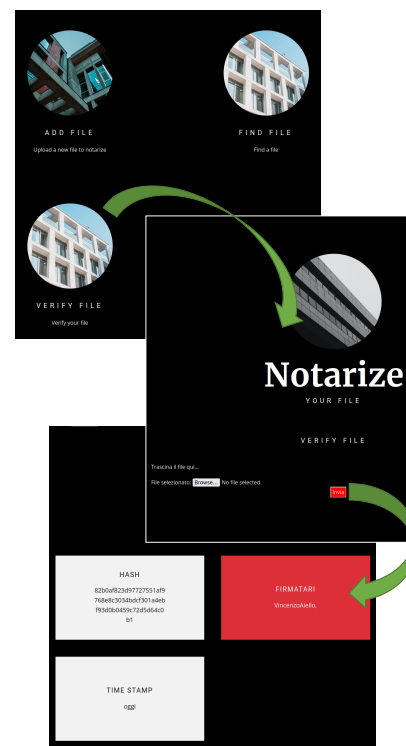 ADD FILE
Upload a new file to notarize
FIND FILE
Find a file
VERIFY FILE
Verify your file
Notarize
YOUR FILE
VERIFY FILE
Trascina il file qui...
File selezionato: Browse... No file selected.
Invia
HASH
82b0af823d97727551af9
768e8c3034bdcf301a4eb
f93d0b0459c72d5d64c0
b1
FIRMATARI
VincenzoAiello,
TIME STAMP
oggi